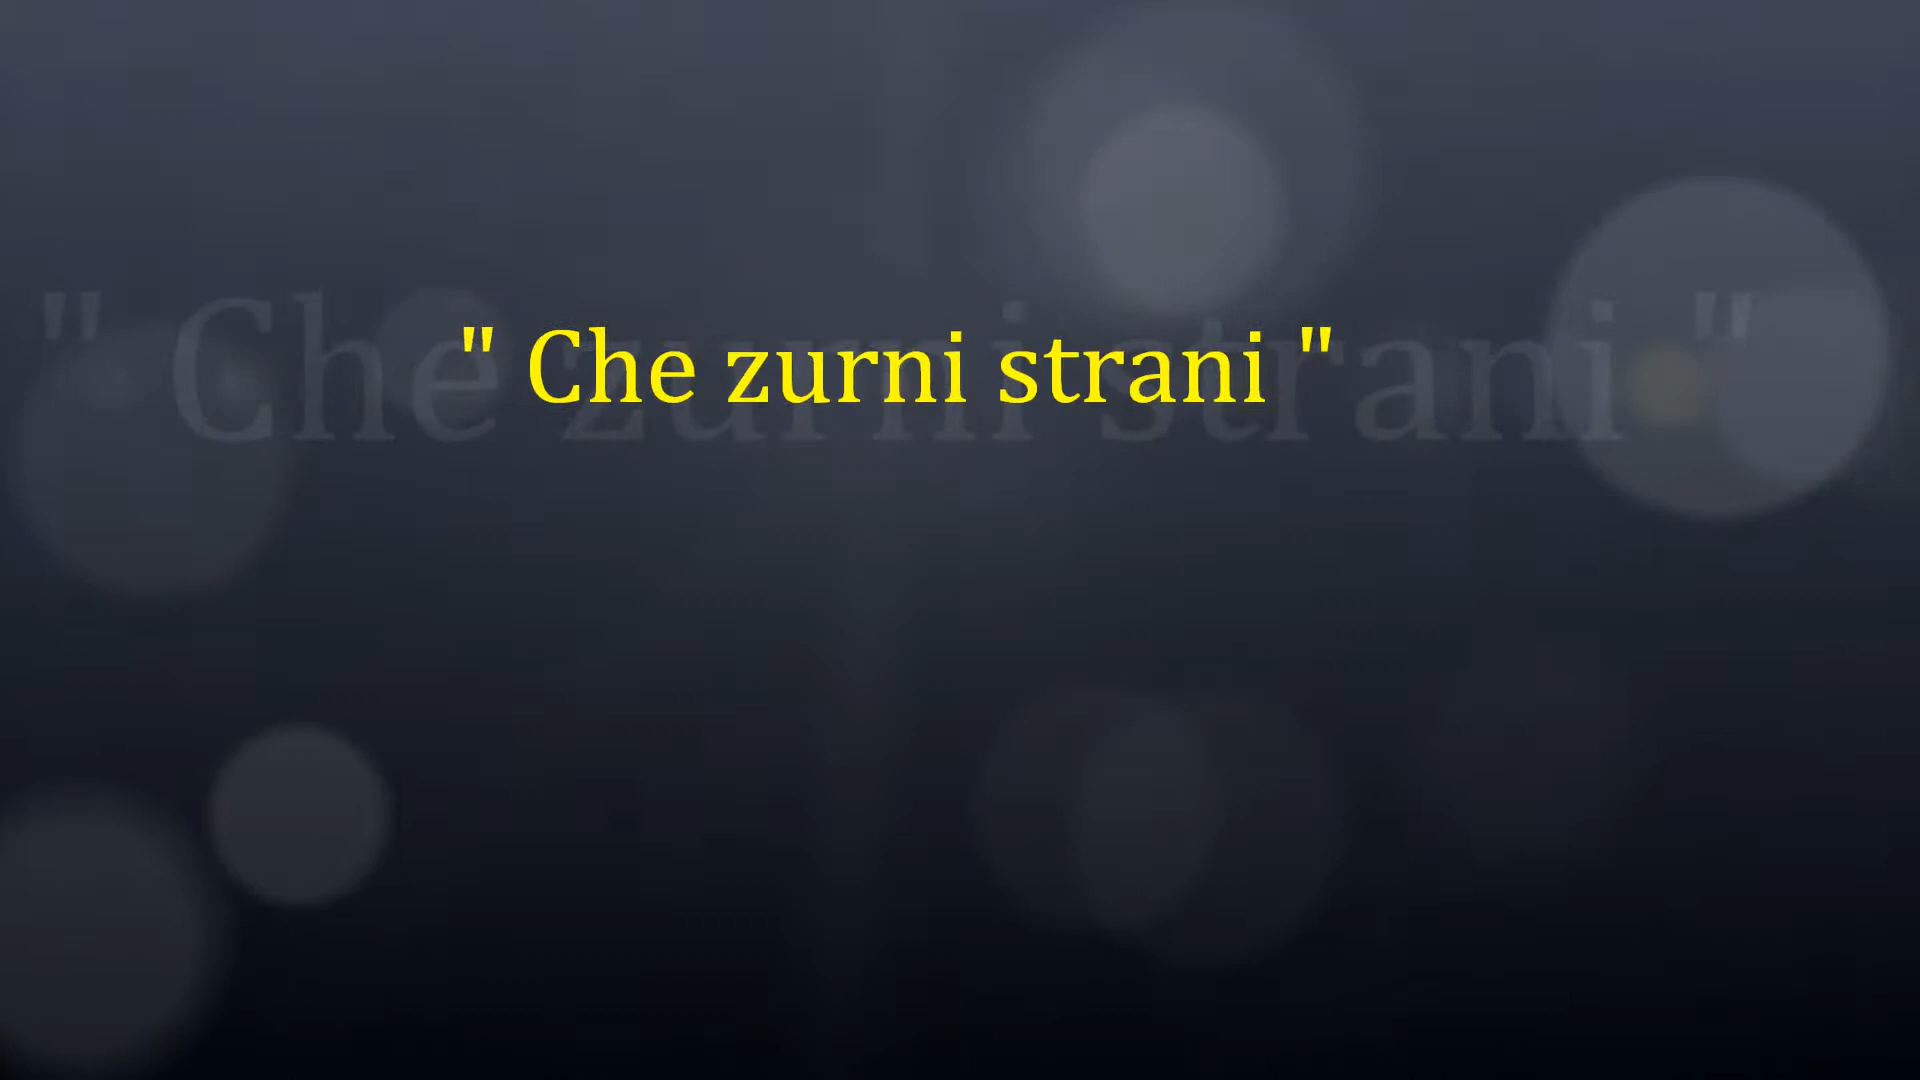 " Che zurni strani "